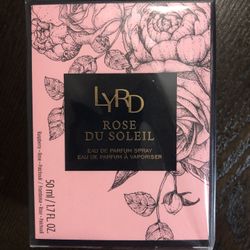 LYRD
ROSE
DU SOLEIL
EAU DE PARFUM SPRAY
EAU DE PARFUM À VAPORISER
50 ml / 1.7 FL. OZ.